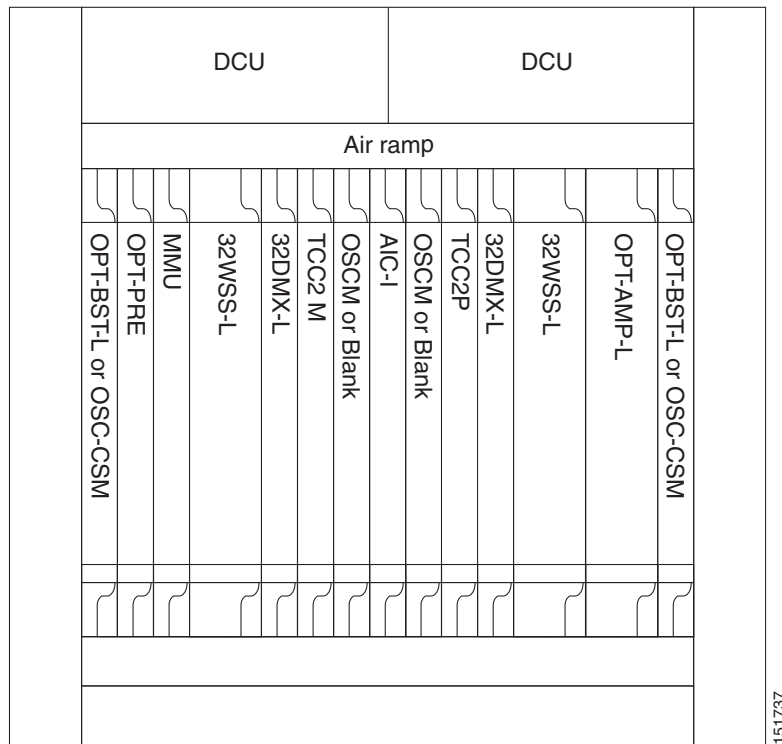 DCU
DCU
Air ramp
OPT-BST-L or OSC-CSM
OPT-PRE
MMU
32WSS-L
32DMX-L
TCC2 M
OSCM or Blank
AIC-I
OSCM or Blank
TCC2P
32DMX-L
32WSS-L
OPT-AMP-L
OPT-BST-L or OSC-CSM
151737